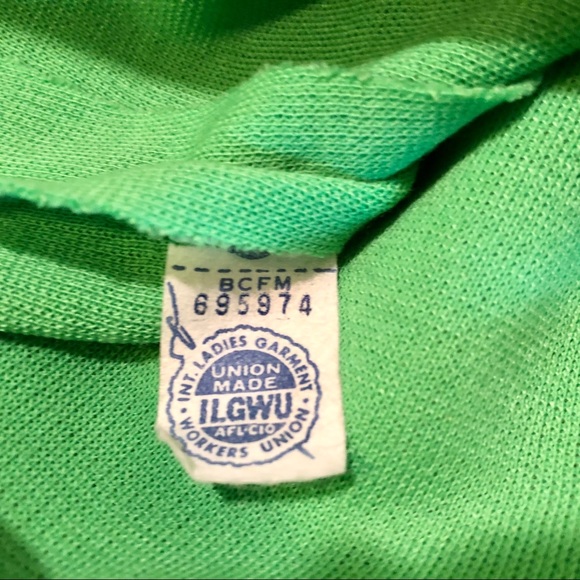 BCFM
695974
· INT. LADIES GARMENT ·
UNION
MADE
ILGWU
AFL·CIO
WORKERS UNION